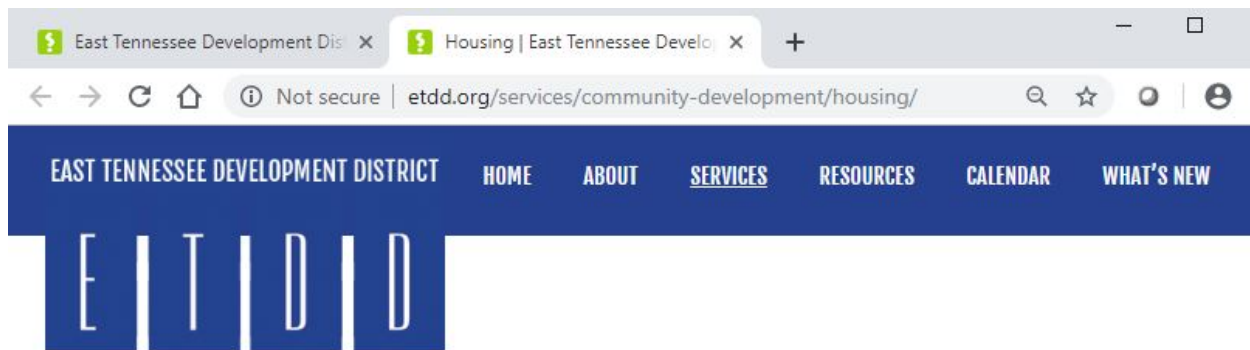 East Tennessee Development Dis
Housing | East Tennessee Develo
Not secure | etdd.org/services/community-development/housing/
EAST TENNESSEE DEVELOPMENT DISTRICT HOME ABOUT SERVICES RESOURCES CALENDAR WHAT'S NEW
E T D D